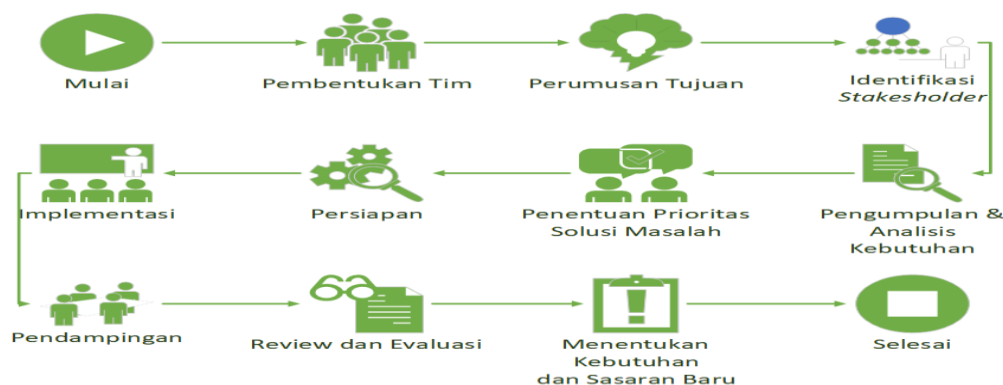 Mulai
Pembentukan Tim
Perumusan Tujuan
Identifikasi
Stakesholder
Implementasi
Persiapan
Penentuan Prioritas
Solusi Masalah
Pengumpulan &
Analisis
Kebutuhan
Pendampingan
Review dan Evaluasi
Menentukan
Kebutuhan
dan Sasaran Baru
Selesai